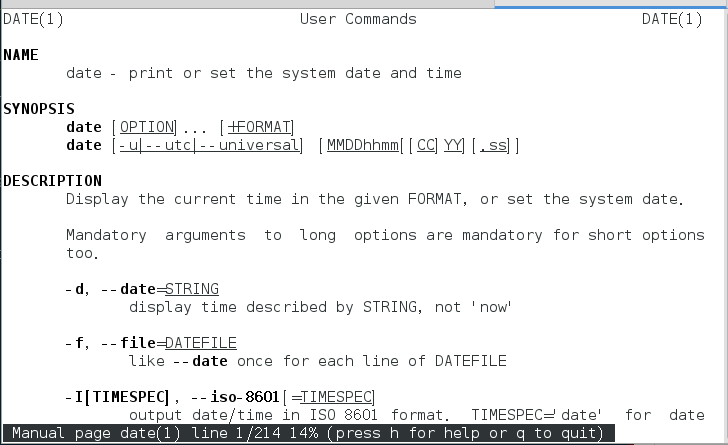 DATE(1) User Commands DATE(1)
NAME
date - print or set the system date and time
SYNOPSIS
date [OPTION]... [+FORMAT]
date [-u|--utc|--universal] [MMDDhhmm[[CC]YY][.ss]]
DESCRIPTION
Display the current time in the given FORMAT, or set the system date.
Mandatory arguments to long options are mandatory for short options
too.
-d, --date=STRING
display time described by STRING, not 'now'
-f, --file=DATEFILE
like --date once for each line of DATEFILE
-I[TIMESPEC], --iso-8601[=TIMESPEC]
output date/time in ISO 8601 format. TIMESPEC='date' for date
Manual page date(1) line 1/214 14% (press h for help or q to quit)